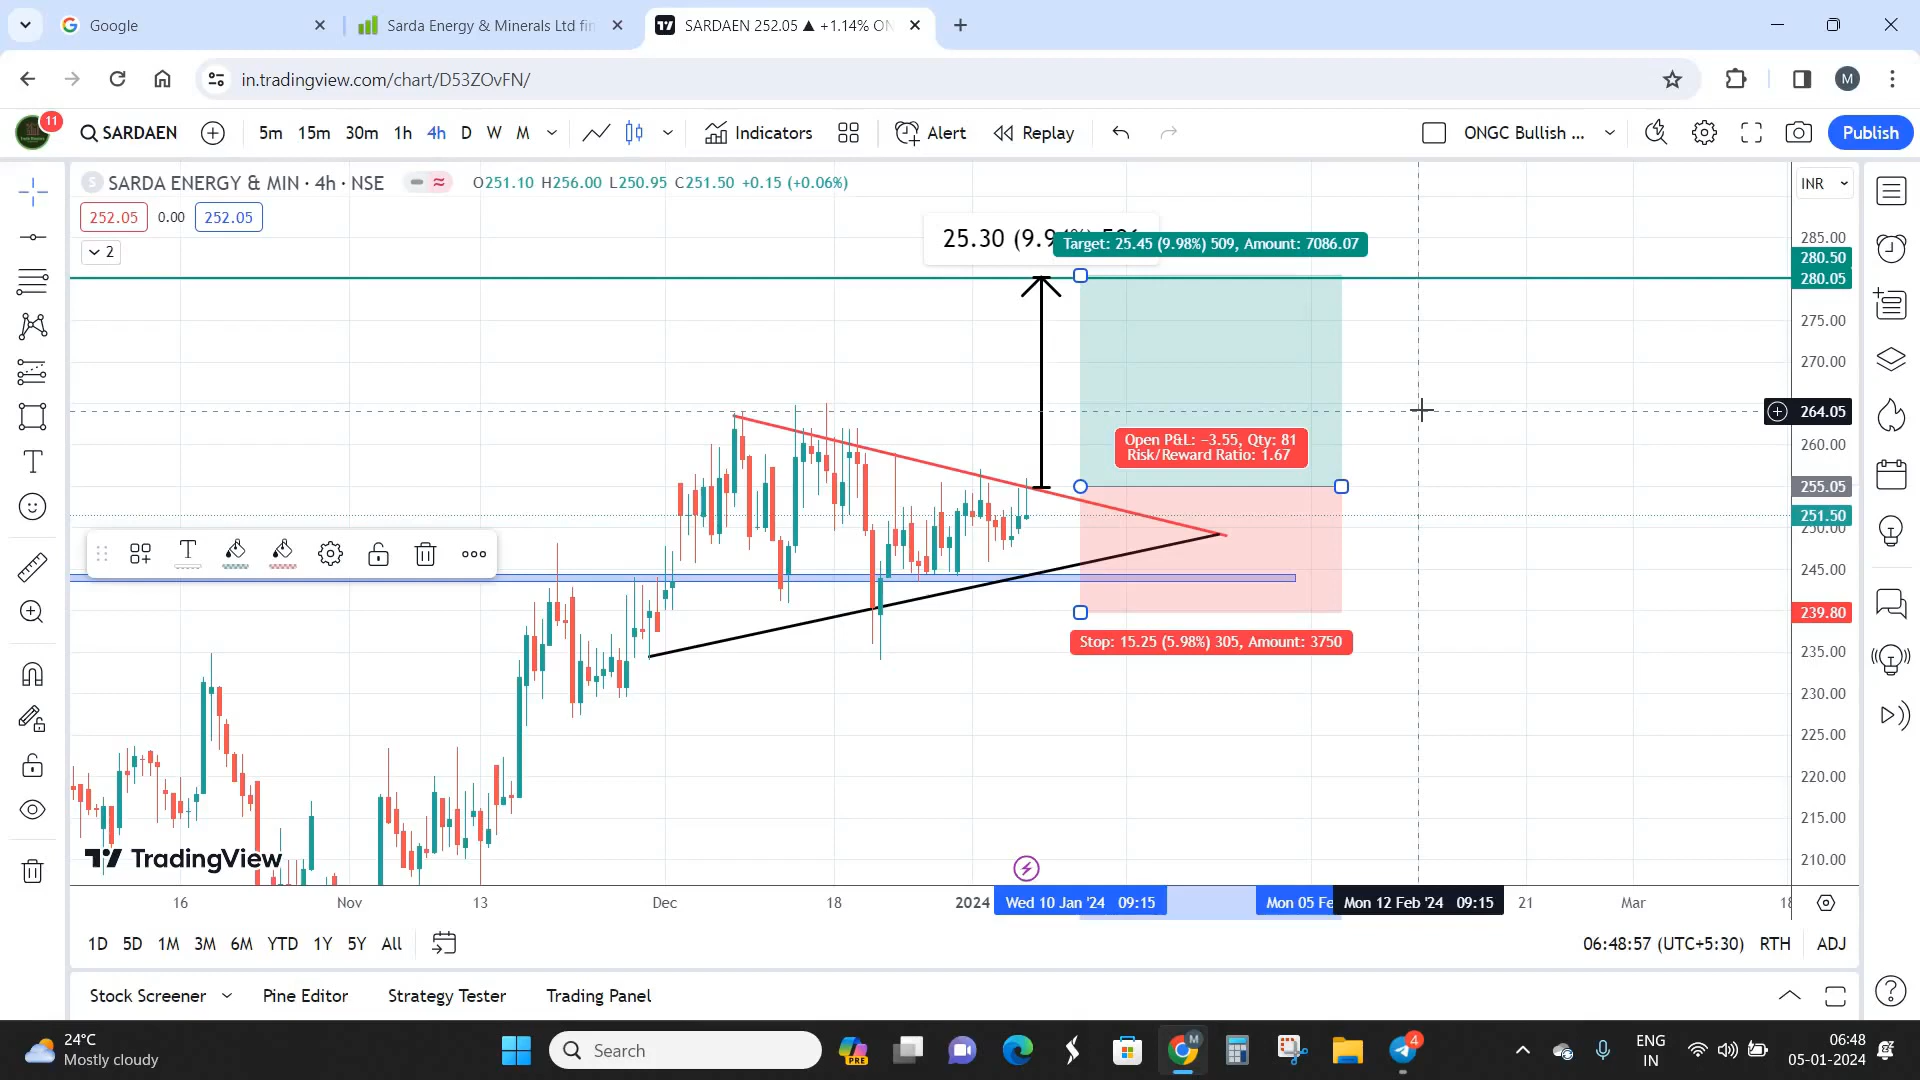 Google
Sarda Energy & Minerals Ltd fin
SARDAEN 252.05 ▲ +1.14% ON
in.tradingview.com/chart/D53ZOvFN/
M
11
SARDAEN
5m 15m 30m 1h 4h D W M
Indicators
Alert
Replay
ONGC Bullish ...
Publish
S SARDA ENERGY & MIN · 4h · NSE
O251.10 H256.00 L250.95 C251.50 +0.15 (+0.06%)
INR
252.05 0.00 252.05
2
25.30 (9.94%)
Target: 25.45 (9.98%) 509, Amount: 7086.07
Open P&L: −3.55, Qty: 81
Risk/Reward Ratio: 1.67
Stop: 15.25 (5.98%) 305, Amount: 3750
285.00
280.50
280.05
275.00
270.00
264.05
260.00
255.05
251.50
250.00
245.00
239.80
235.00
230.00
225.00
220.00
215.00
210.00
TradingView
16 Nov 13 Dec 18 2024 Wed 10 Jan '24 09:15 Mon 05 Fe Mon 12 Feb '24 09:15 21 Mar 18
1D 5D 1M 3M 6M YTD 1Y 5Y All
06:48:57 (UTC+5:30) RTH ADJ
Stock Screener Pine Editor Strategy Tester Trading Panel
24°C
Mostly cloudy
Search
PRE
M
4
ENG
IN
06:48
05-01-2024